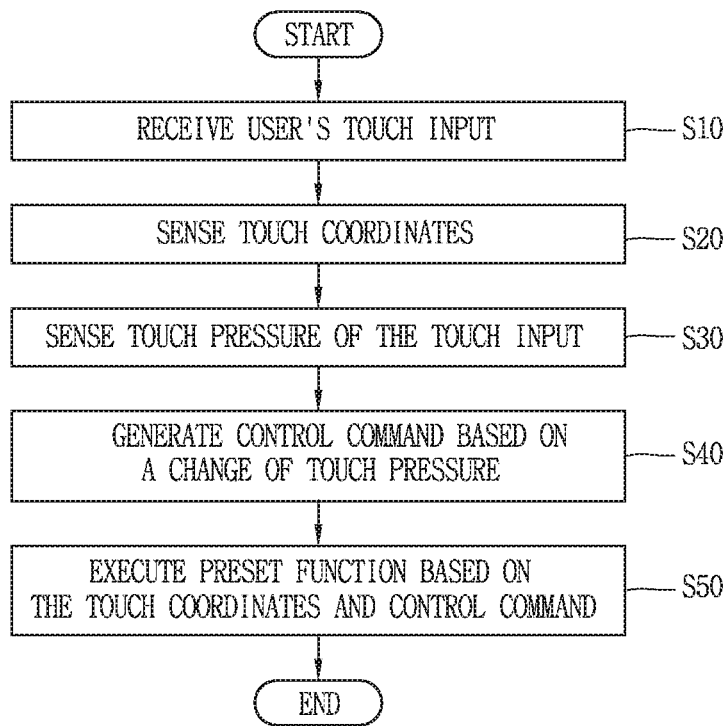 START
RECEIVE USER'S TOUCH INPUT
S10
SENSE TOUCH COORDINATES
S20
SENSE TOUCH PRESSURE OF THE TOUCH INPUT
S30
GENERATE CONTROL COMMAND BASED ON
A CHANGE OF TOUCH PRESSURE
S40
EXECUTE PRESET FUNCTION BASED ON
THE TOUCH COORDINATES AND CONTROL COMMAND
S50
END